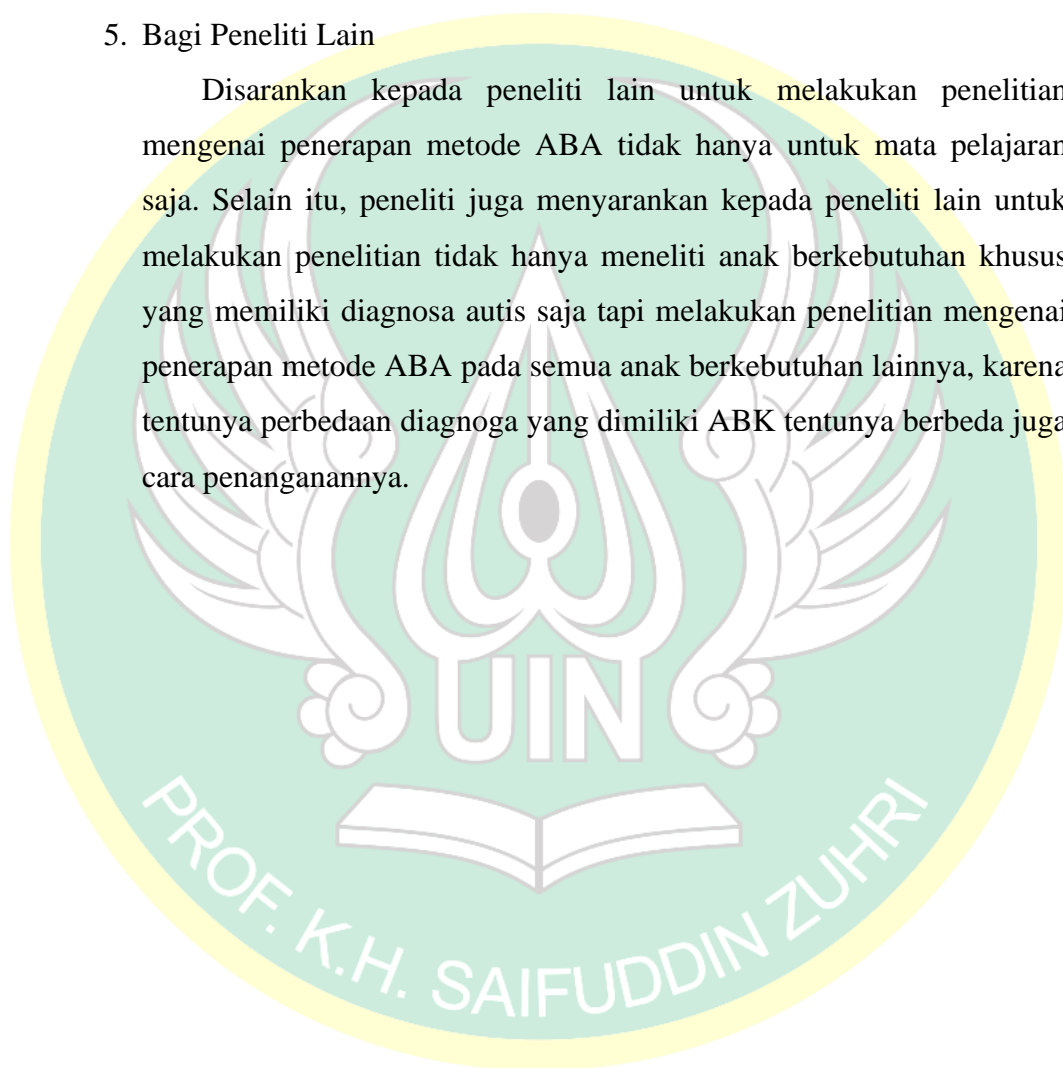 5. Bagi Peneliti Lain
Disarankan kepada peneliti lain untuk melakukan penelitian
mengenai penerapan metode ABA tidak hanya untuk mata pelajaran
saja. Selain itu, peneliti juga menyarankan kepada peneliti lain untuk
melakukan penelitian tidak hanya meneliti anak berkebutuhan khusus
yang memiliki diagnosa autis saja tapi melakukan penelitian mengenai
penerapan metode ABA pada semua anak berkebutuhan lainnya, karena
tentunya perbedaan diagnoga yang dimiliki ABK tentunya berbeda juga
cara penanganannya.
UIN
PROF. K.H. SAIFUDDIN ZUHRI